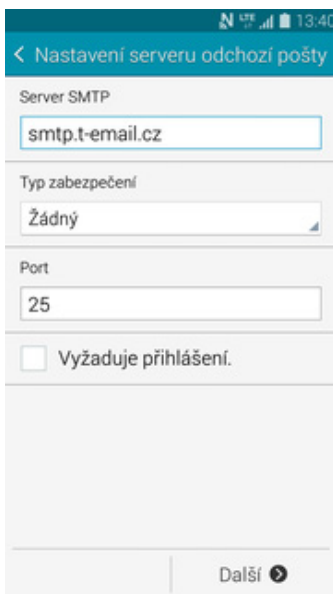 LTE 13:40
Nastavení serveru odchozí pošty
Server SMTP
smtp.t-email.cz
Typ zabezpečení
Žádný
Port
25
Vyžaduje přihlášení.
Další